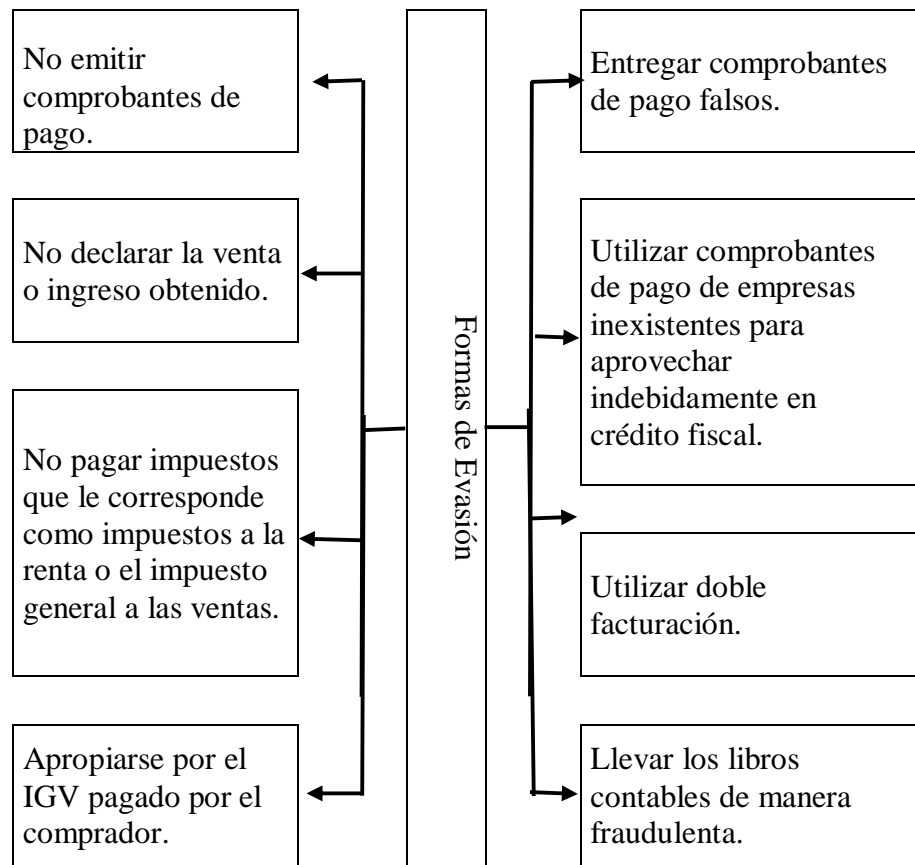 No emitir
comprobantes de
pago.
No declarar la venta
o ingreso obtenido.
No pagar impuestos
que le corresponde
como impuestos a la
renta o el impuesto
general a las ventas.
Apropiarse por el
IGV pagado por el
comprador.
Formas de Evasión
Entregar comprobantes
de pago falsos.
Utilizar comprobantes
de pago de empresas
inexistentes para
aprovechar
indebidamente en
crédito fiscal.
Utilizar doble
facturación.
Llevar los libros
contables de manera
fraudulenta.